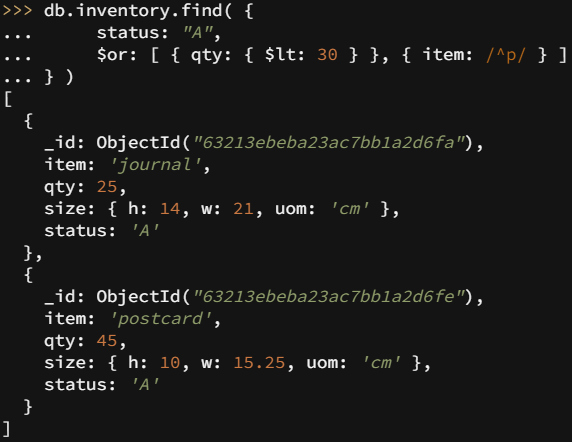 >>> db.inventory.find( {
...      status: "A",
...      $or: [ { qty: { $lt: 30 } }, { item: /^p/ } ]
... } )
[
  {
    _id: ObjectId("63213ebeba23ac7bb1a2d6fa"),
    item: 'journal',
    qty: 25,
    size: { h: 14, w: 21, uom: 'cm' },
    status: 'A'
  },
  {
    _id: ObjectId("63213ebeba23ac7bb1a2d6fe"),
    item: 'postcard',
    qty: 45,
    size: { h: 10, w: 15.25, uom: 'cm' },
    status: 'A'
  }
]